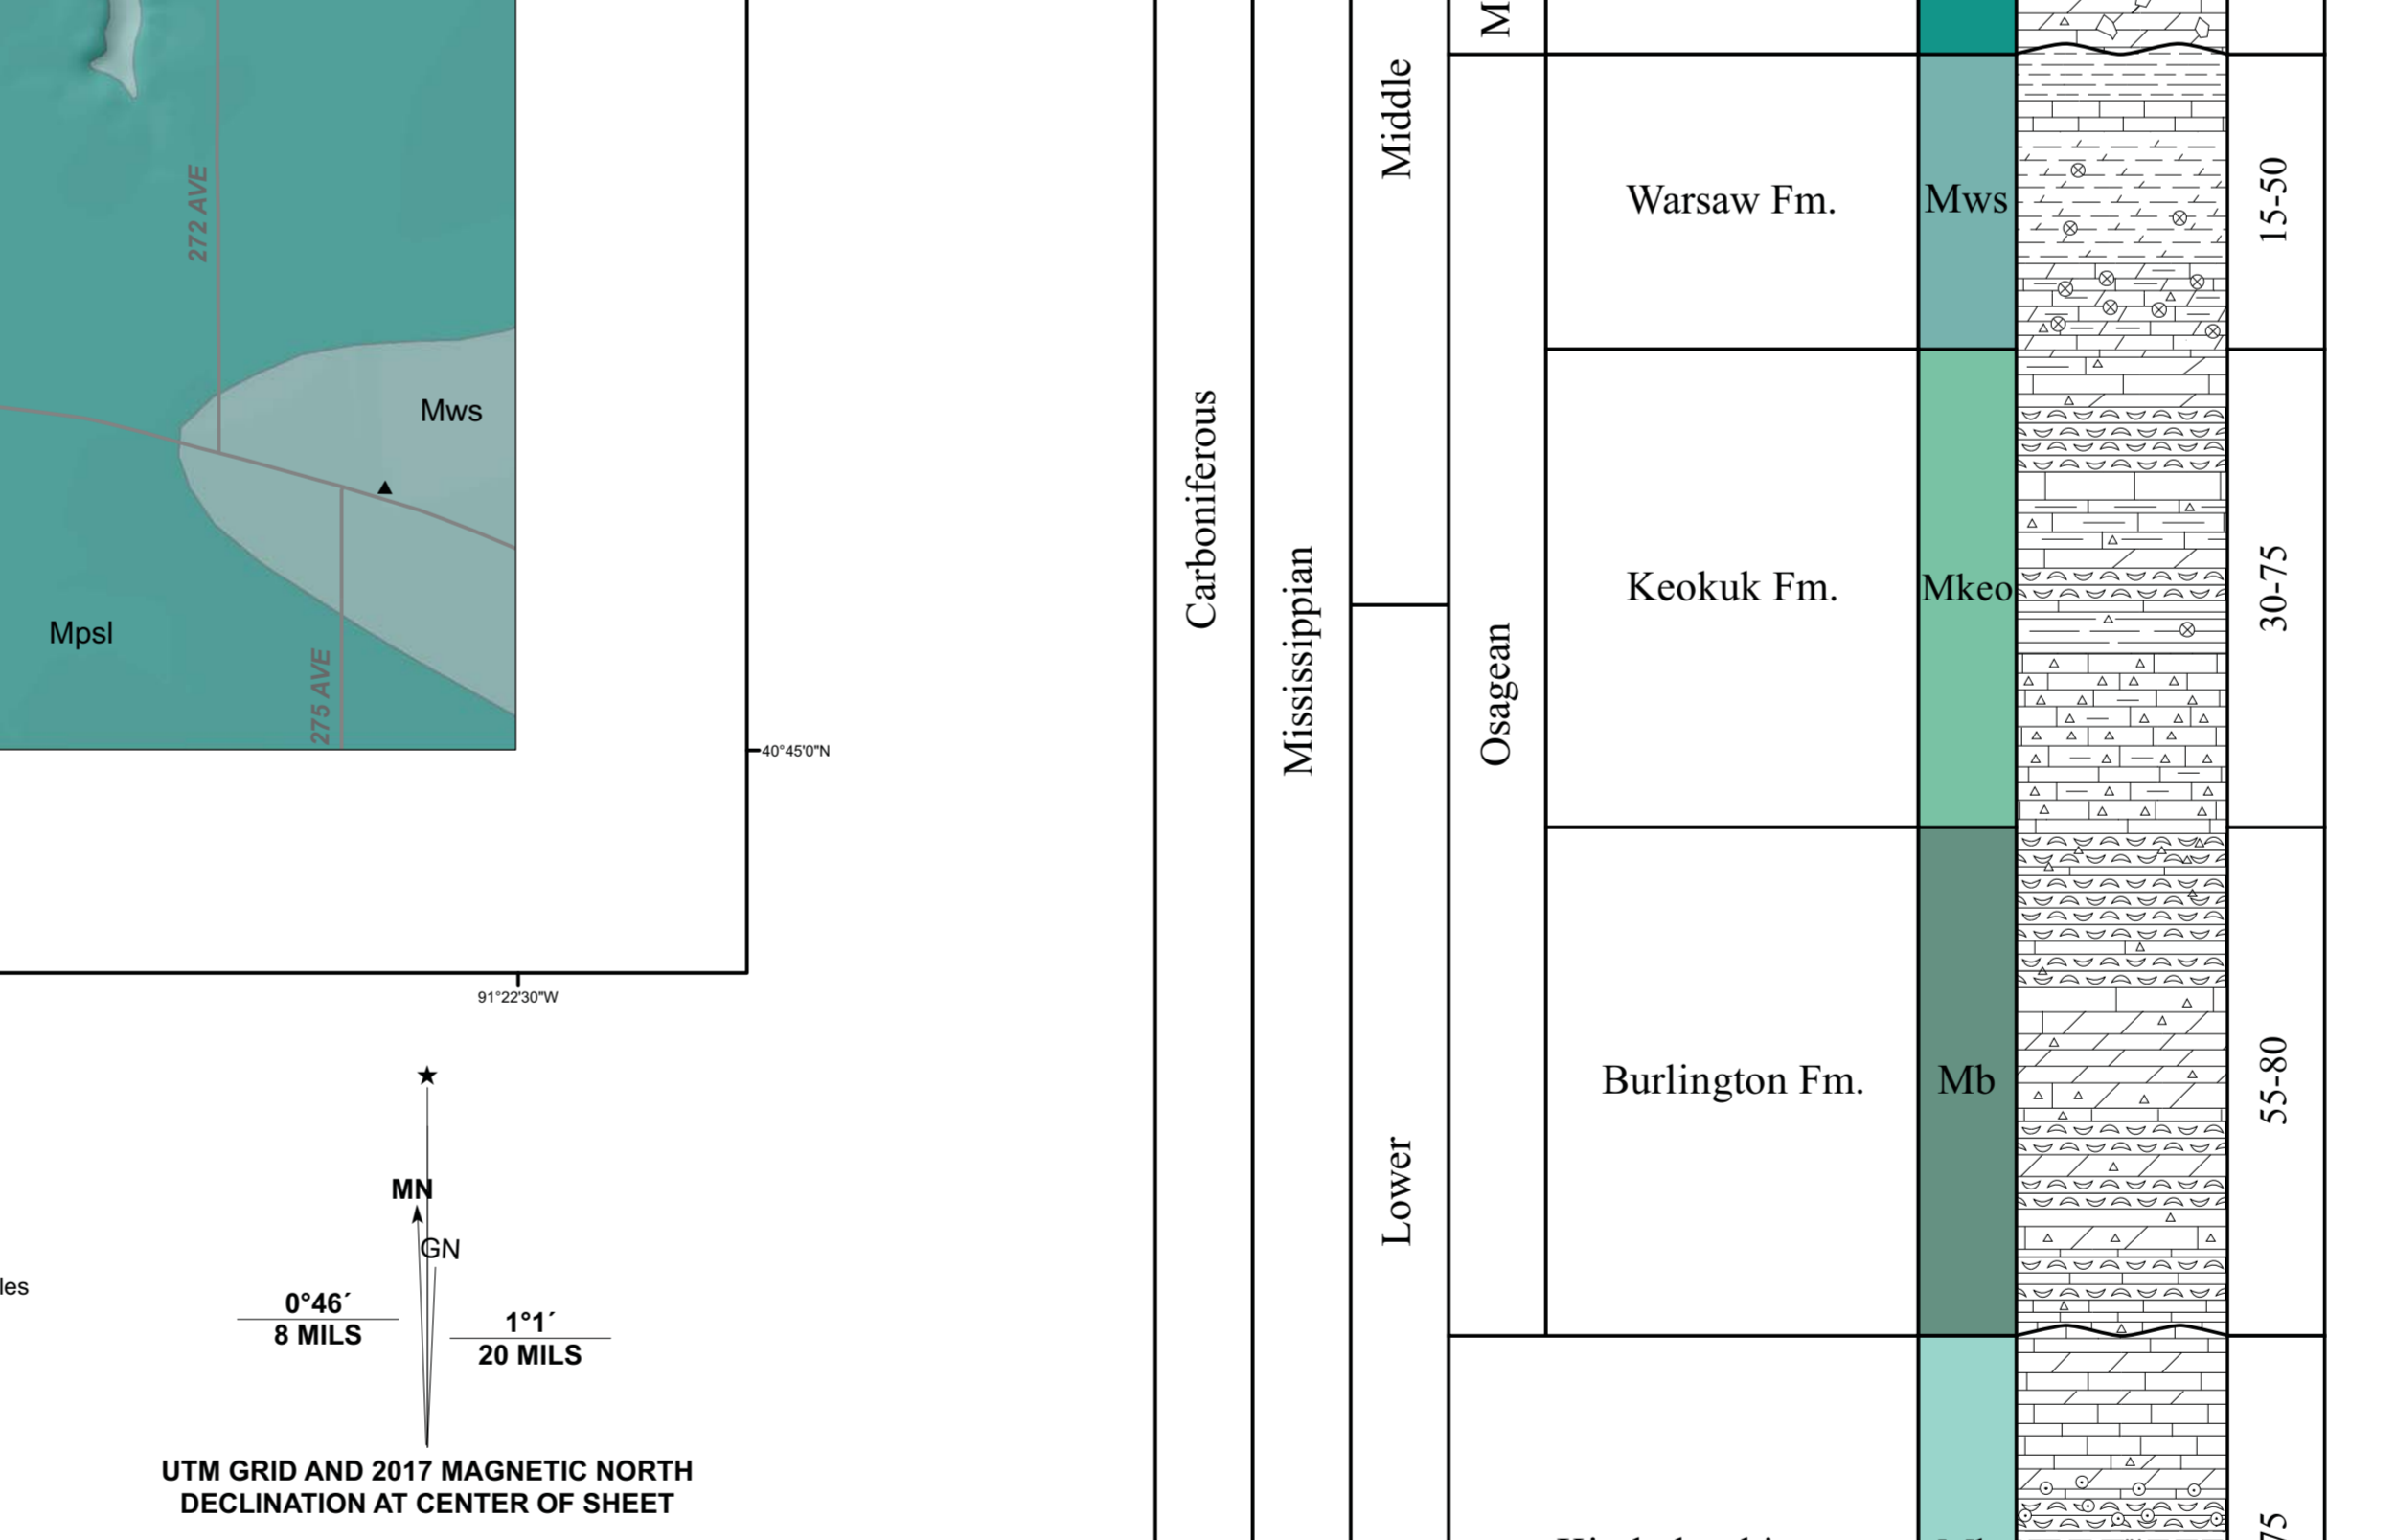 272 AVE
Mws
Mpsl
275 AVE
40°45'0"N
91°22'30"W
MN
GN
0°46´
8 MILS
1°1´
20 MILS
UTM GRID AND 2017 MAGNETIC NORTH
DECLINATION AT CENTER OF SHEET
les
Carboniferous
Mississippian
Middle
Lower
M
Osagean
Warsaw Fm.
Mws
15-50
Keokuk Fm.
Mkeo
30-75
Burlington Fm.
Mb
55-80
75